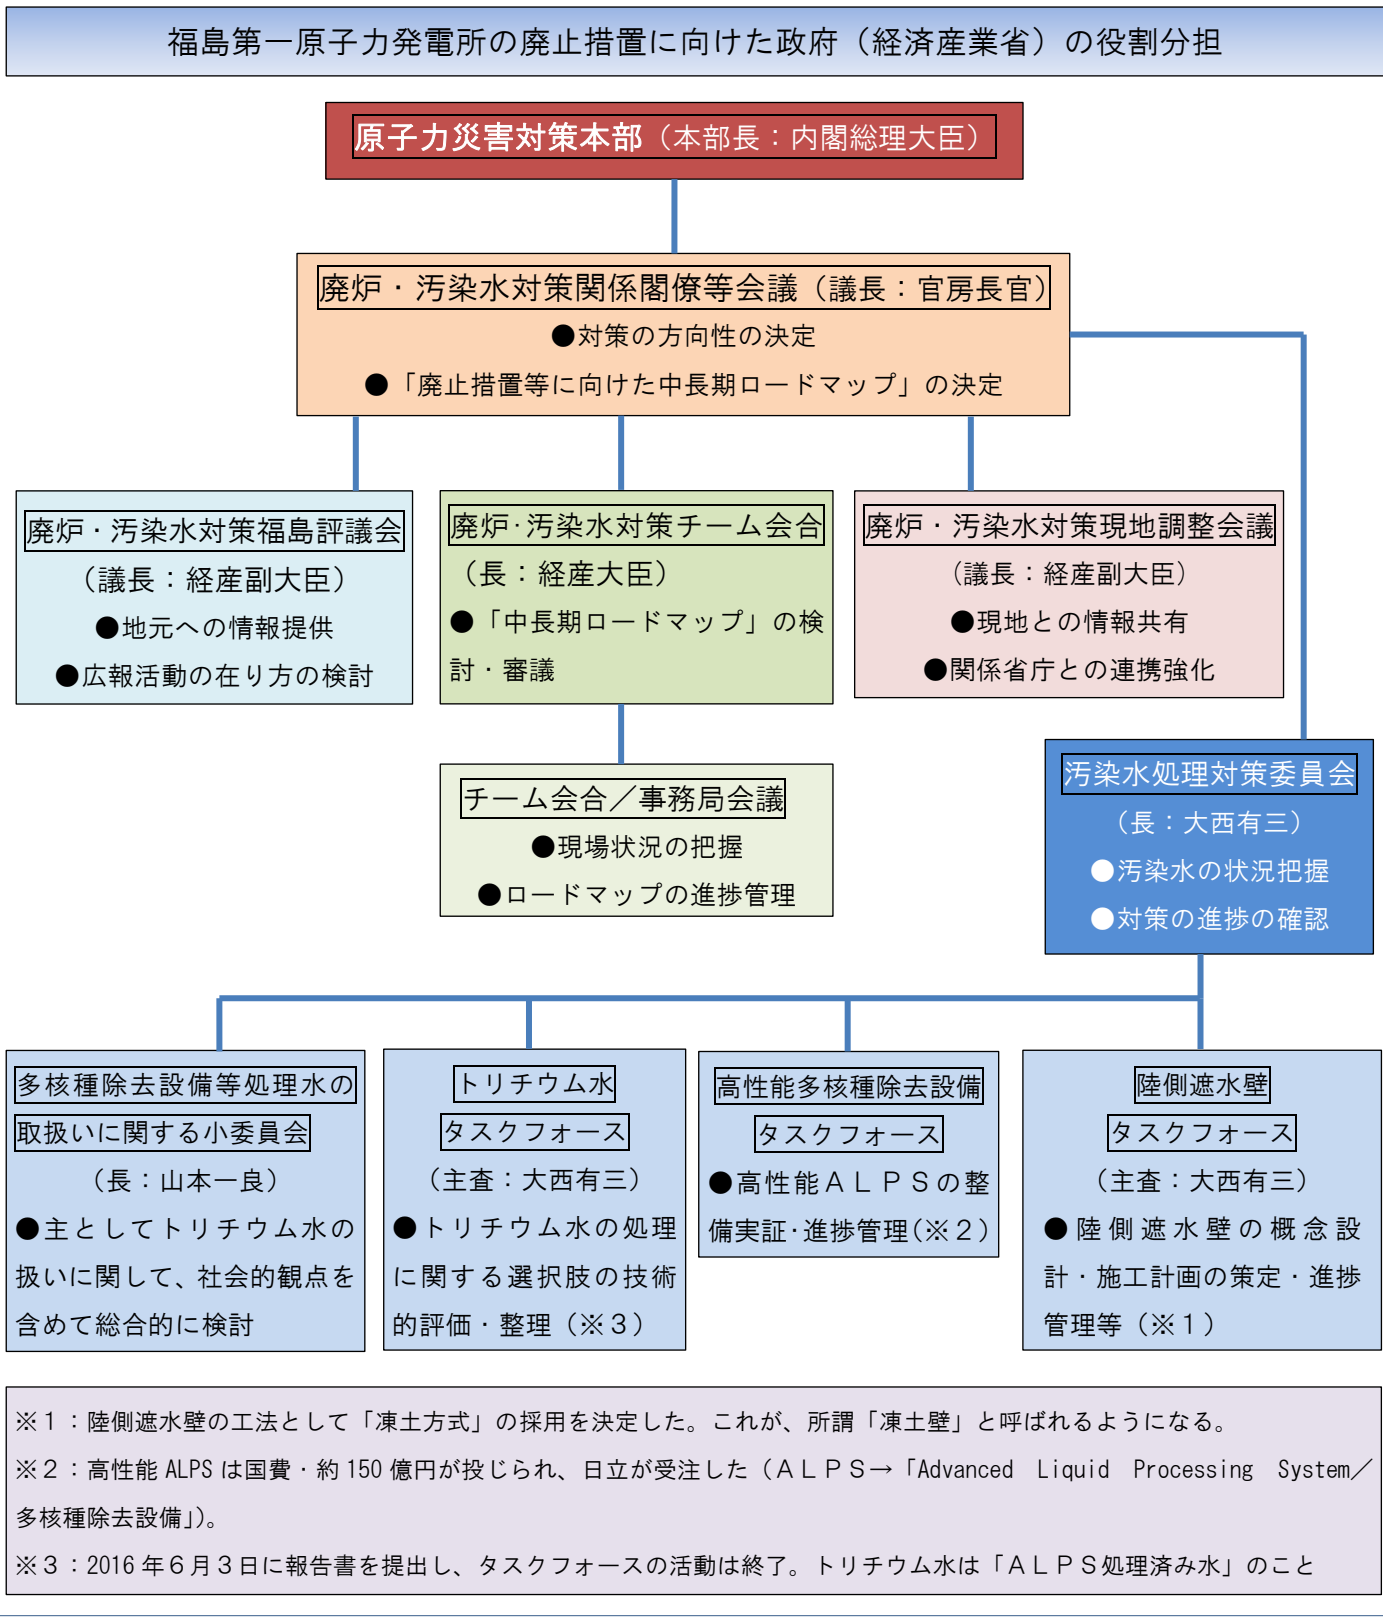 福島第一原子力発電所の廃止措置に向けた政府（経済産業省）の役割分担
原子力災害対策本部（本部長：内閣総理大臣）
廃炉・汚染水対策関係閣僚等会議（議長：官房長官）
●対策の方向性の決定
●「廃止措置等に向けた中長期ロードマップ」の決定
廃炉・汚染水対策福島評議会
（議長：経産副大臣）
●地元への情報提供
●広報活動の在り方の検討
廃炉・汚染水対策チーム会合
（長：経産大臣）
●「中長期ロードマップ」の検
討・審議
廃炉・汚染水対策現地調整会議
（議長：経産副大臣）
●現地との情報共有
●関係省庁との連携強化
チーム会合／事務局会議
●現場状況の把握
●ロードマップの進捗管理
汚染水処理対策委員会
（長：大西有三）
●汚染水の状況把握
●対策の進捗の確認
多核種除去設備等処理水の
取扱いに関する小委員会
（長：山本一良）
●主としてトリチウム水の
扱いに関して、社会的観点を
含めて総合的に検討
トリチウム水
タスクフォース
（主査：大西有三）
●トリチウム水の処理
に関する選択肢の技術
的評価・整理（※３）
高性能多核種除去設備
タスクフォース
●高性能ＡＬＰＳの整
備実証・進捗管理（※２）
陸側遮水壁
タスクフォース
（主査：大西有三）
●陸側遮水壁の概念設
計・施工計画の策定・進捗
管理等（※１）
※１：陸側遮水壁の工法として「凍土方式」の採用を決定した。これが、所謂「凍土壁」と呼ばれるようになる。
※２：高性能 ALPS は国費・約 150 億円が投じられ、日立が受注した（ＡＬＰＳ→「Advanced Liquid Processing System／
多核種除去設備」）。
※３：2016 年６月３日に報告書を提出し、タスクフォースの活動は終了。トリチウム水は「ＡＬＰＳ処理済み水」のこと